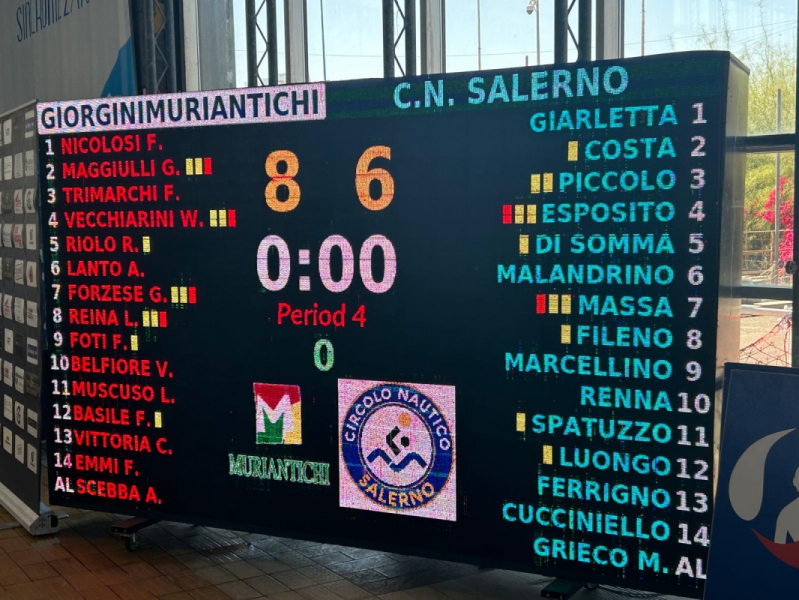 GIORGINIMURIANTICHI
C.N. SALERNO
8 6
0:00
Period 4
0
1 NICOLOSI F.
2 MAGGIULLI G.
3 TRIMARCHI F.
4 VECCHIARINI W.
5 RIOLO R.
6 LANTO A.
7 FORZESE G.
8 REINA L.
9 FOTI F.
10 BELFIORE V.
11 MUSCUSO L.
12 BASILE F.
13 VITTORIA C.
14 EMMI F.
AL SCEBBA A.
GIARLETTA 1
COSTA 2
PICCOLO 3
ESPOSITO 4
DI SOMMA 5
MALANDRINO 6
MASSA 7
FILENO 8
MARCELLINO 9
RENNA 10
SPATUZZO 11
LUONGO 12
FERRIGNO 13
CUCCINIELLO 14
GRIECO M. AL
M
MURIANTICHI
CIRCOLO NAUTICO
SALERNO